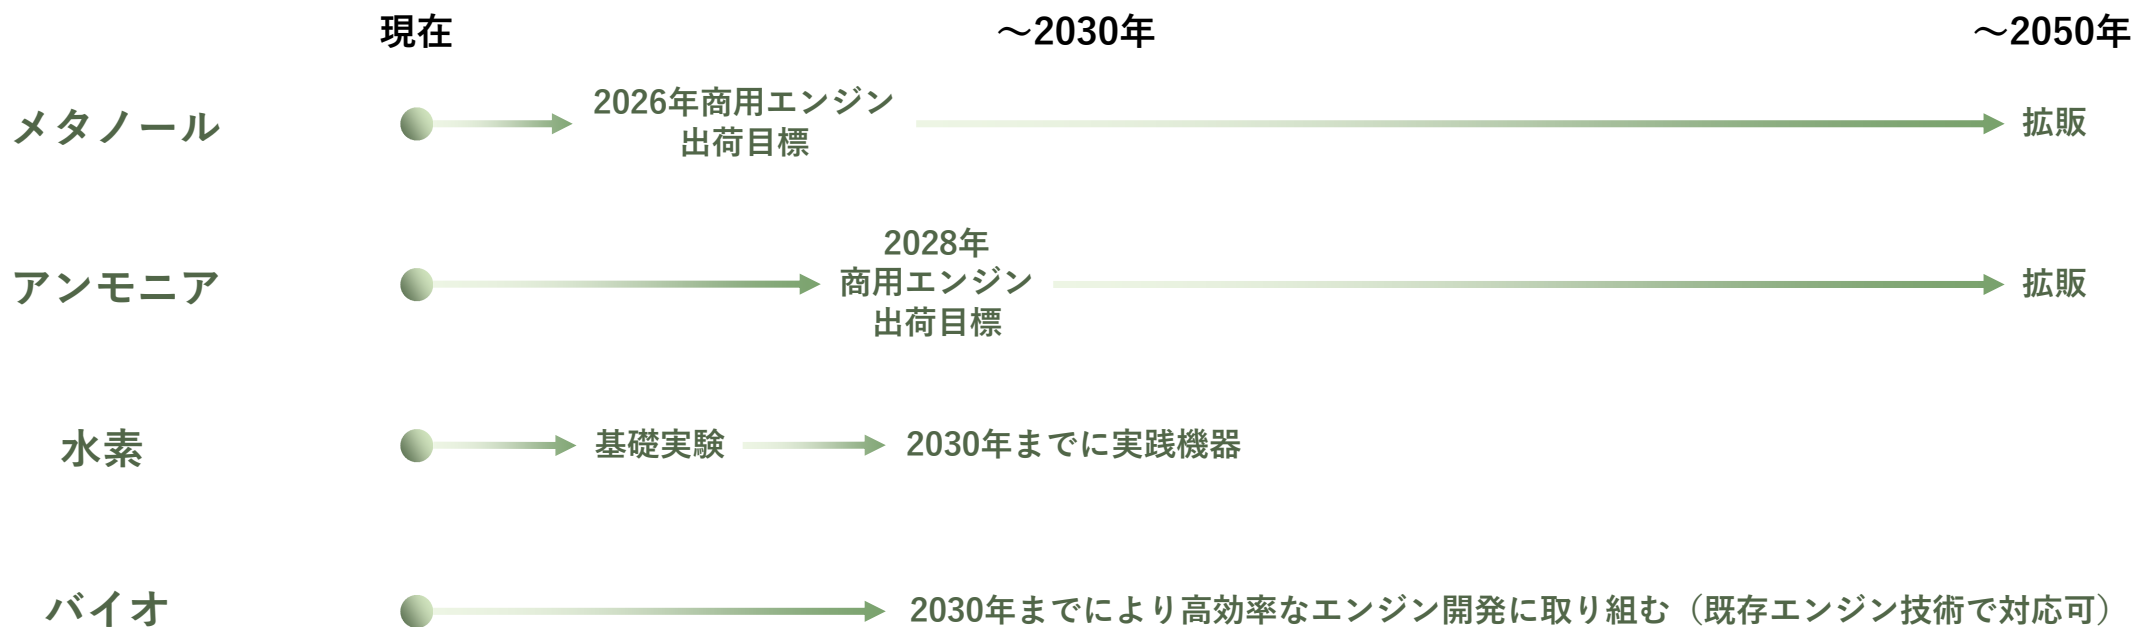 現在
～2030年
～2050年
メタノール
2026年商用エンジン
出荷目標
拡販
アンモニア
2028年
商用エンジン
出荷目標
拡販
水素
基礎実験
2030年までに実践機器
バイオ
2030年までにより高効率なエンジン開発に取り組む（既存エンジン技術で対応可）